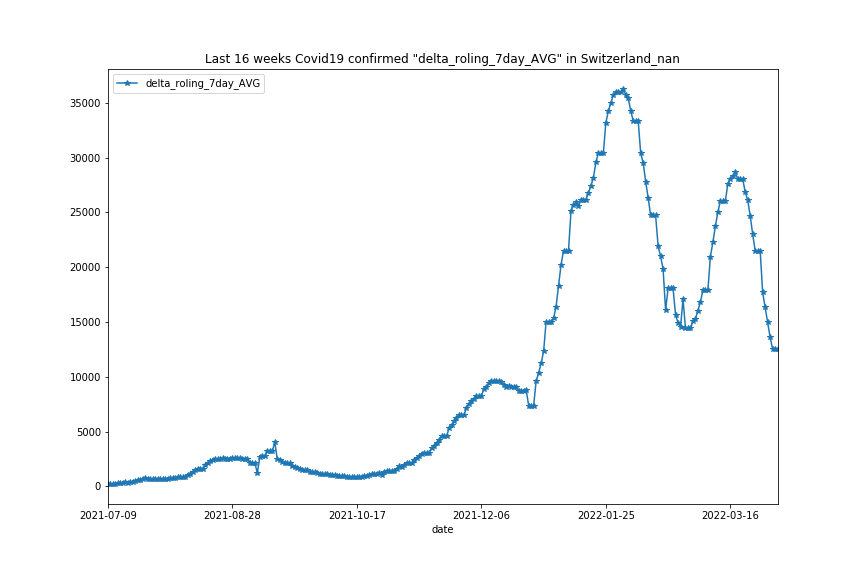 Last 16 weeks Covid19 confirmed "delta_roling_7day_AVG" in Switzerland_nan
delta_roling_7day_AVG
35000
30000
25000
20000
15000
10000
5000
0
2021-07-09 2021-08-28 2021-10-17 2021-12-06 2022-01-25 2022-03-16
date